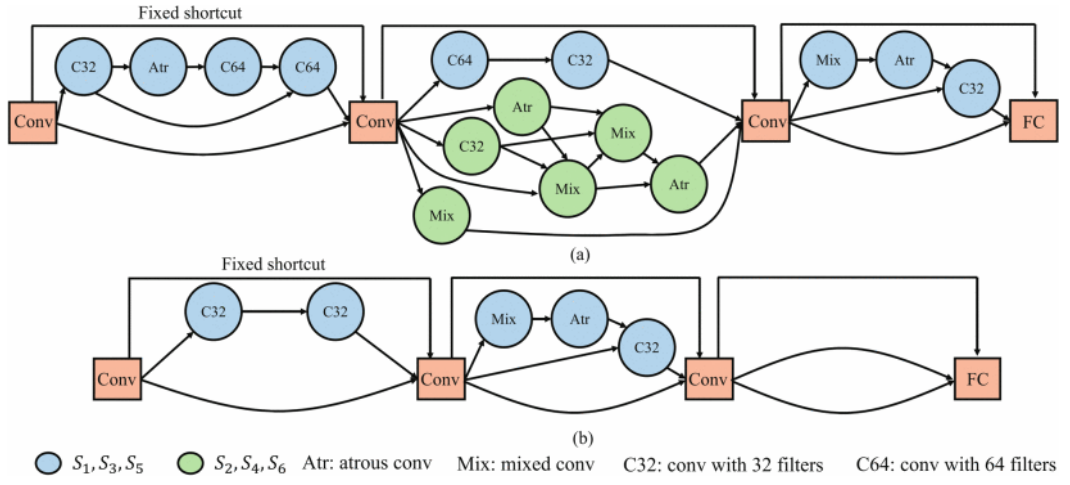 Fixed shortcut
C32 Atr C64 C64
C64 C32
Mix Atr
C32
Conv Conv Conv FC
Atr
Mix
C32
Mix
Atr
Mix
(a)
Fixed shortcut
C32 C32
Mix Atr
C32
Conv Conv Conv FC
(b)
S₁, S₃, S₅ S₂, S₄, S₆ Atr: atrous conv Mix: mixed conv C32: conv with 32 filters C64: conv with 64 filters